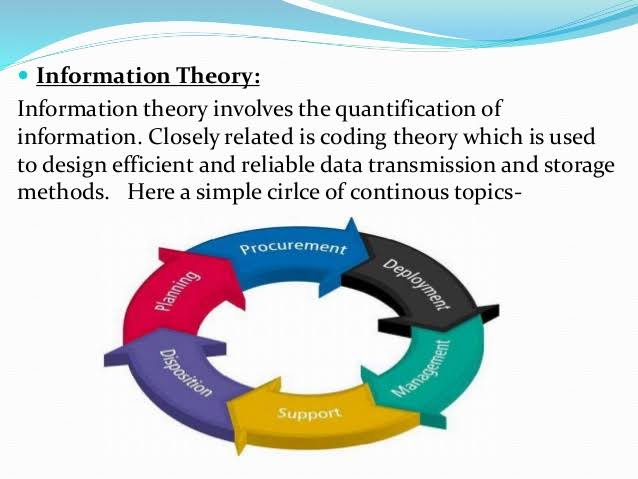 Information Theory:
Information theory involves the quantification of
information. Closely related is coding theory which is used
to design efficient and reliable data transmission and storage
methods. Here a simple cirlce of continous topics-
Procurement
Deployment
Management
Support
Disposition
Planning